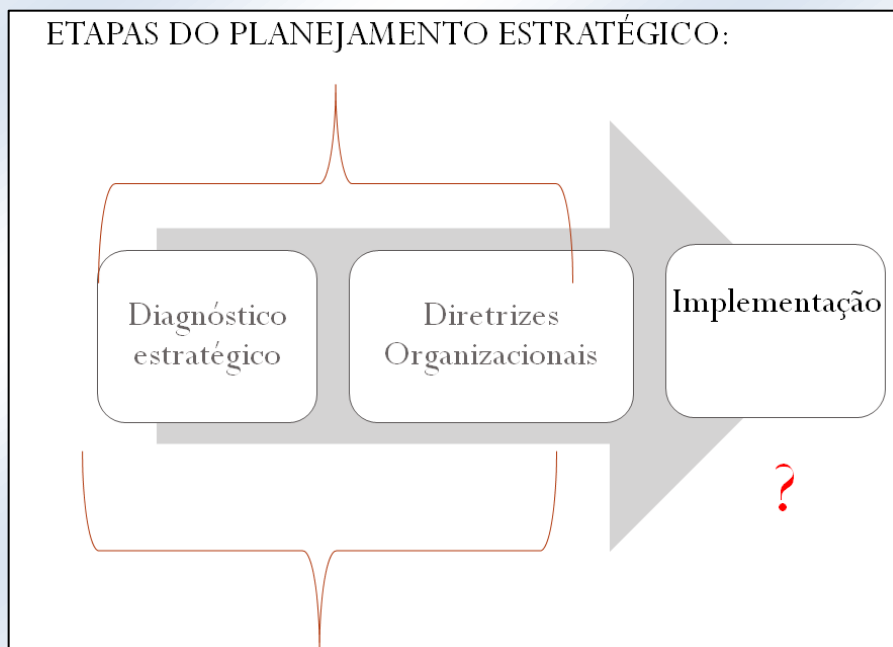 ETAPAS DO PLANEJAMENTO ESTRATÉGICO:
Diagnóstico
estratégico
Diretrizes
Organizacionais
Implementação
?